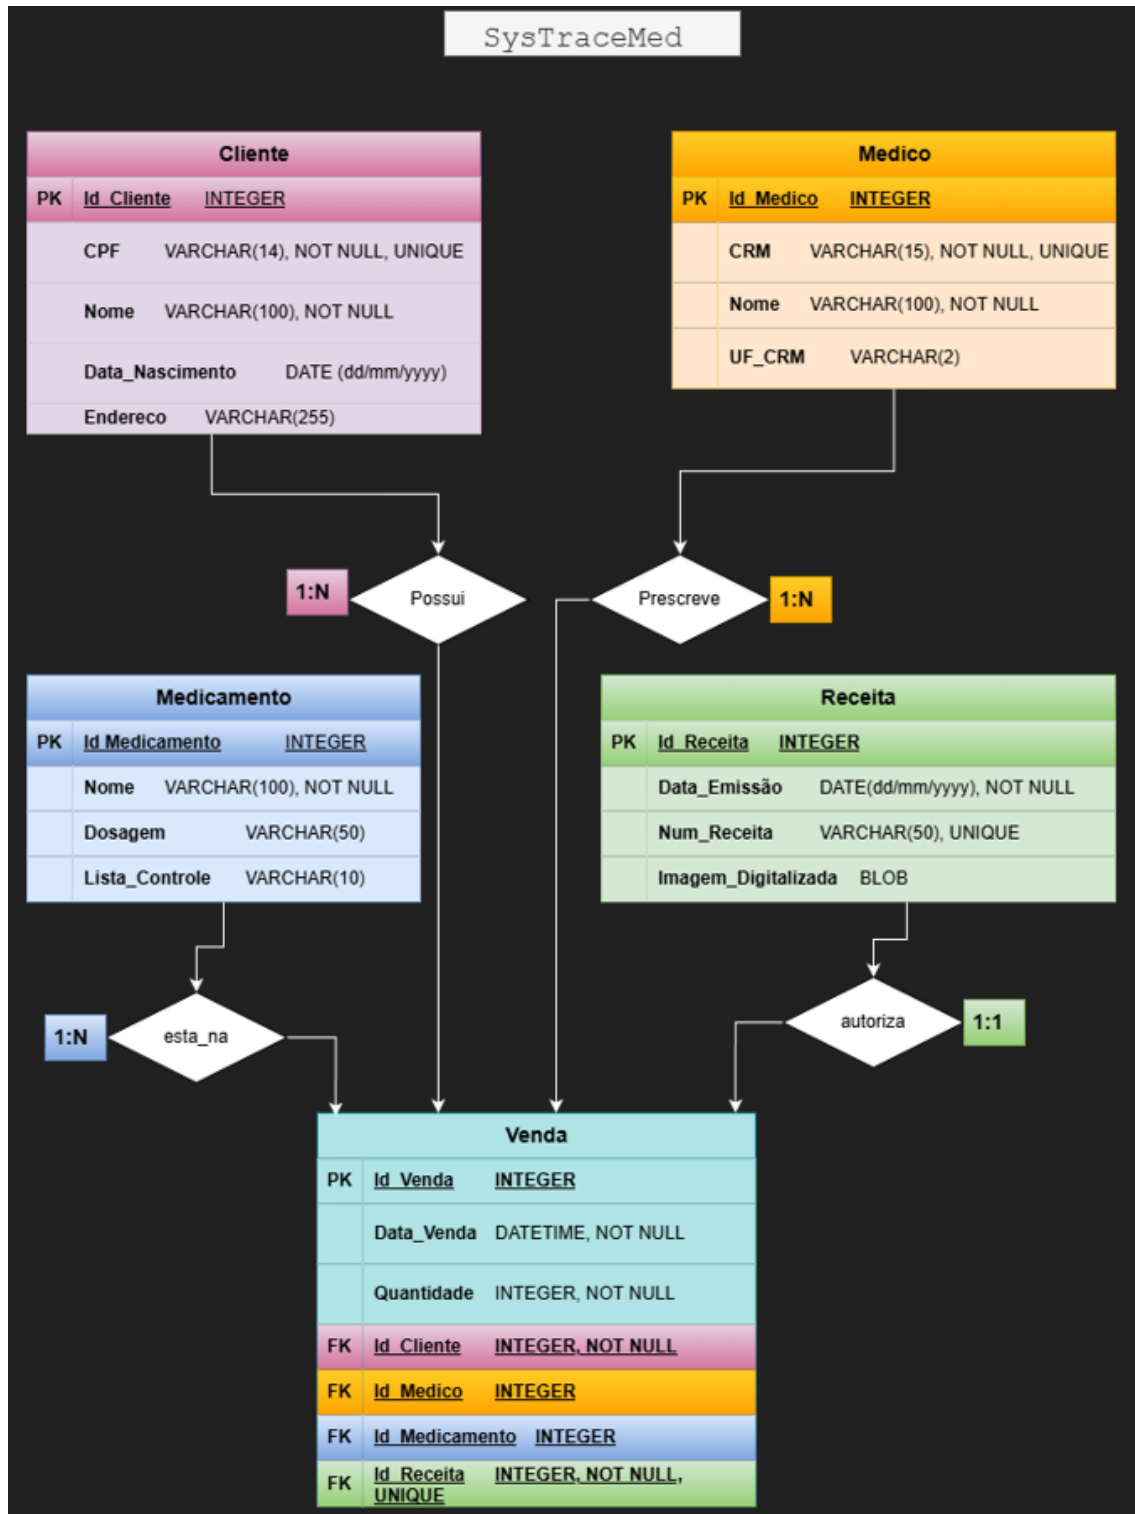 SysTraceMed
Cliente
PK Id_Cliente INTEGER
CPF VARCHAR(14), NOT NULL, UNIQUE
Nome VARCHAR(100), NOT NULL
Data_Nascimento DATE (dd/mm/yyyy)
Endereco VARCHAR(255)
Medico
PK Id_Medico INTEGER
CRM VARCHAR(15), NOT NULL, UNIQUE
Nome VARCHAR(100), NOT NULL
UF_CRM VARCHAR(2)
1:N
Possui
Prescreve
1:N
Medicamento
PK Id Medicamento INTEGER
Nome VARCHAR(100), NOT NULL
Dosagem VARCHAR(50)
Lista_Controle VARCHAR(10)
Receita
PK Id_Receita INTEGER
Data_Emissão DATE(dd/mm/yyyy), NOT NULL
Num_Receita VARCHAR(50), UNIQUE
Imagem_Digitalizada BLOB
1:N
esta_na
autoriza
1:1
Venda
PK Id_Venda INTEGER
Data_Venda DATETIME, NOT NULL
Quantidade INTEGER, NOT NULL
FK Id_Cliente INTEGER, NOT NULL
FK Id_Medico INTEGER
FK Id_Medicamento INTEGER
FK Id_Receita INTEGER, NOT NULL,
UNIQUE